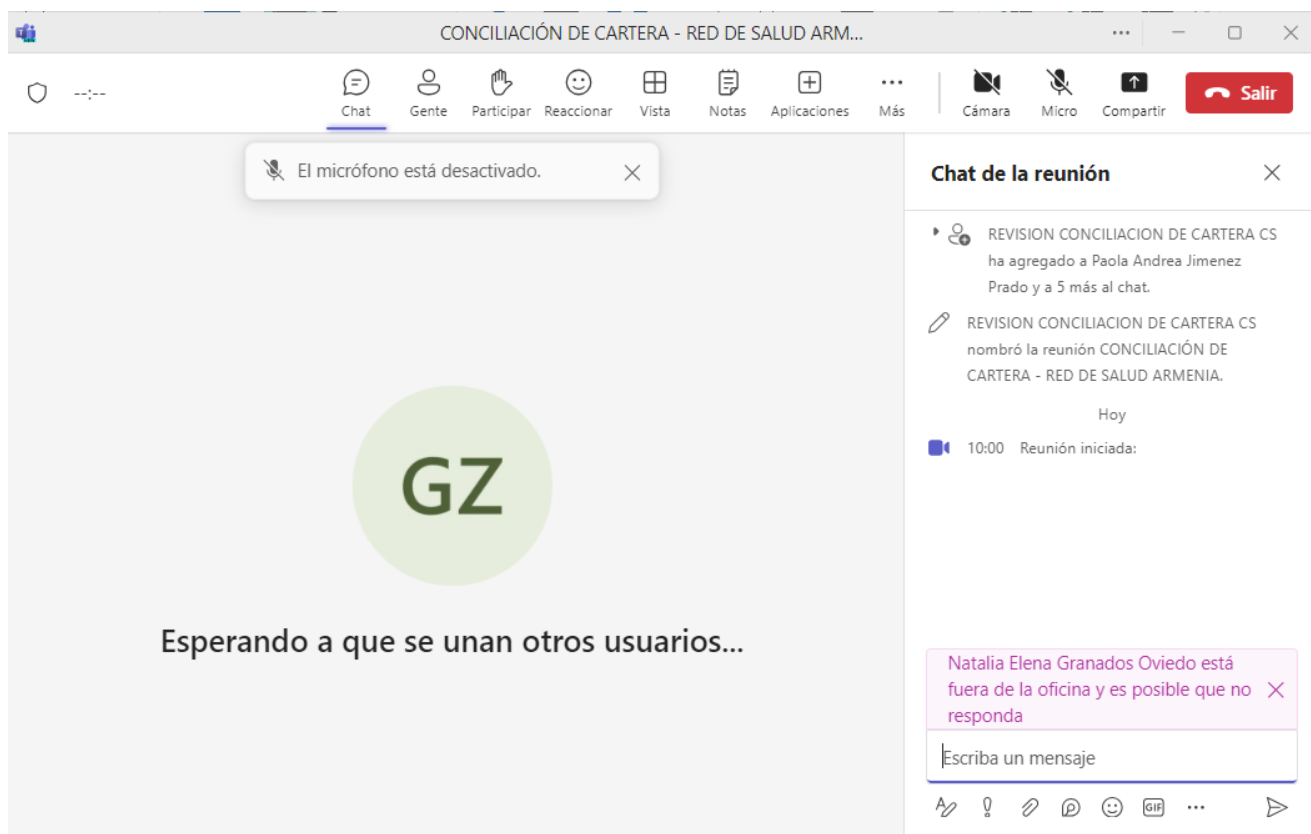 CONCILIACIÓN DE CARTERA - RED DE SALUD ARM...
--:--
Chat
Gente
Participar
Reaccionar
Vista
Notas
Aplicaciones
Más
Cámara
Micro
Compartir
Salir
El micrófono está desactivado.
GZ
Esperando a que se unan otros usuarios...
Chat de la reunión
REVISION CONCILIACION DE CARTERA CS
ha agregado a Paola Andrea Jimenez
Prado y a 5 más al chat.
REVISION CONCILIACION DE CARTERA CS
nombró la reunión CONCILIACIÓN DE
CARTERA - RED DE SALUD ARMENIA.
Hoy
10:00 Reunión iniciada:
Natalia Elena Granados Oviedo está
fuera de la oficina y es posible que no
responda
Escriba un mensaje
GIF